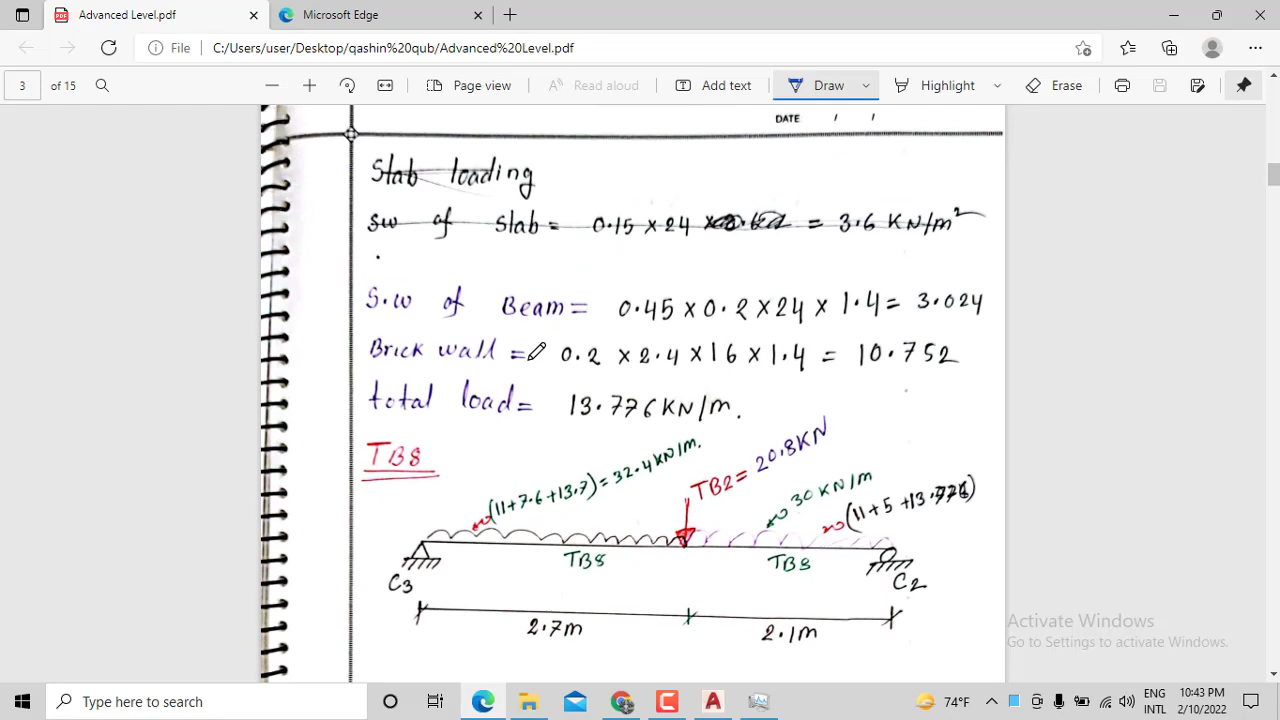 Advanced Level.pdf
Microsoft Edge
File
C:/Users/user/Desktop/qashin%20qub/Advanced%20Level.pdf
3 of 15
Page view
Read aloud
Add text
Draw
Highlight
Erase
DATE / /
Slab loading
SW of Slab = 0.15 × 24 = 3.6 KN/m²
S.W of Beam = 0.45 × 0.2 × 24 × 1.4 = 3.024
Brick wall = 0.2 × 2.4 × 16 × 1.4 = 10.752
total load = 13.776 KN/m.
TB8
(11+7.6+13.7) = 32.4 KN/m.
TB2 = 20.8 KN
30 KN/m
(11+5+13.776)
TB8
TB8
C3
C2
2.7m
2.1m
Activate Windows
Go to Settings to activate Windows.
Type here to search
74°F
ENG
INTL
10:43 PM
2/10/2022